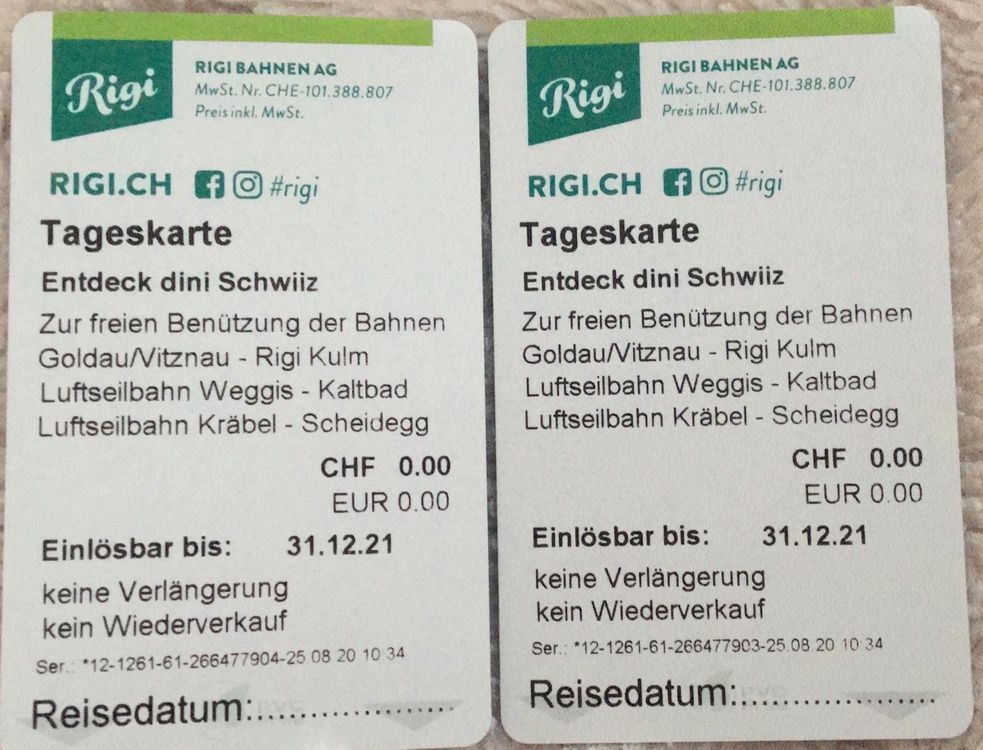 Rigi
RIGI BAHNEN AG
MwSt. Nr. CHE-101.388.807
Preis inkl. MwSt.
RIGI.CH #rigi
Tageskarte
Entdeck dini Schwiiz
Zur freien Benützung der Bahnen
Goldau/Vitznau - Rigi Kulm
Luftseilbahn Weggis - Kaltbad
Luftseilbahn Kräbel - Scheidegg
CHF 0.00
EUR 0.00
Einlösbar bis: 31.12.21
keine Verlängerung
kein Wiederverkauf
Ser.: *12-1261-61-266477904-25 08 20 10 34
Reisedatum:....................
Rigi
RIGI BAHNEN AG
MwSt. Nr. CHE-101.388.807
Preis inkl. MwSt.
RIGI.CH #rigi
Tageskarte
Entdeck dini Schwiiz
Zur freien Benützung der Bahnen
Goldau/Vitznau - Rigi Kulm
Luftseilbahn Weggis - Kaltbad
Luftseilbahn Kräbel - Scheidegg
CHF 0.00
EUR 0.00
Einlösbar bis: 31.12.21
keine Verlängerung
kein Wiederverkauf
Ser.: *12-1261-61-266477903-25.08.20 10:34
Reisedatum:....................